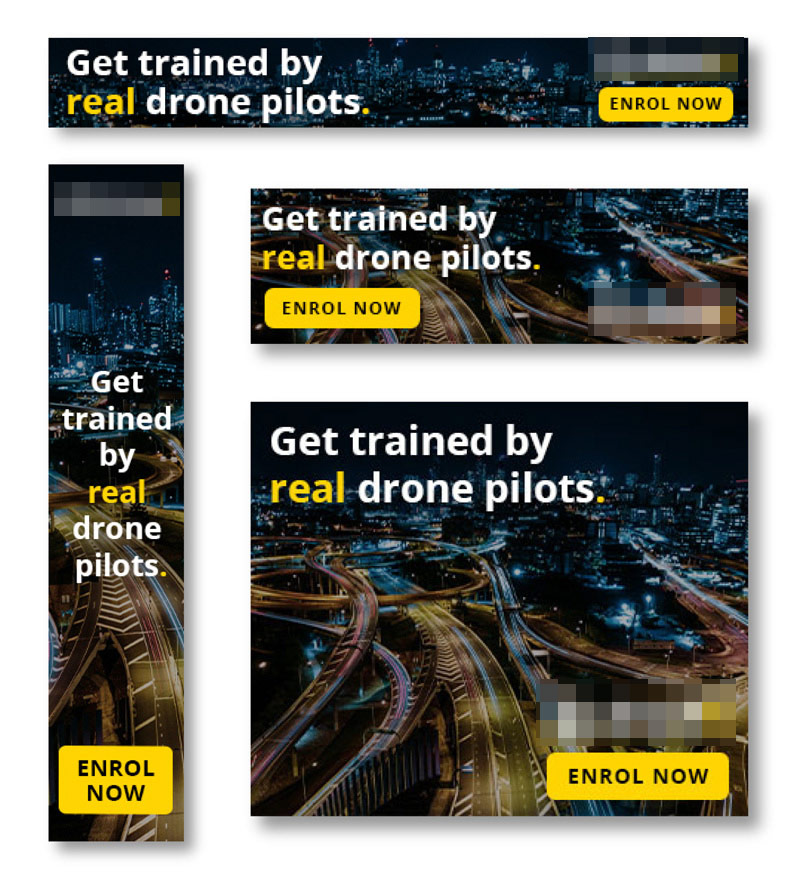 Get trained by
real drone pilots.
ENROL NOW
Get
trained
by
real
drone
pilots.
ENROL
NOW
Get trained by
real drone pilots.
ENROL NOW
Get trained by
real drone pilots.
ENROL NOW